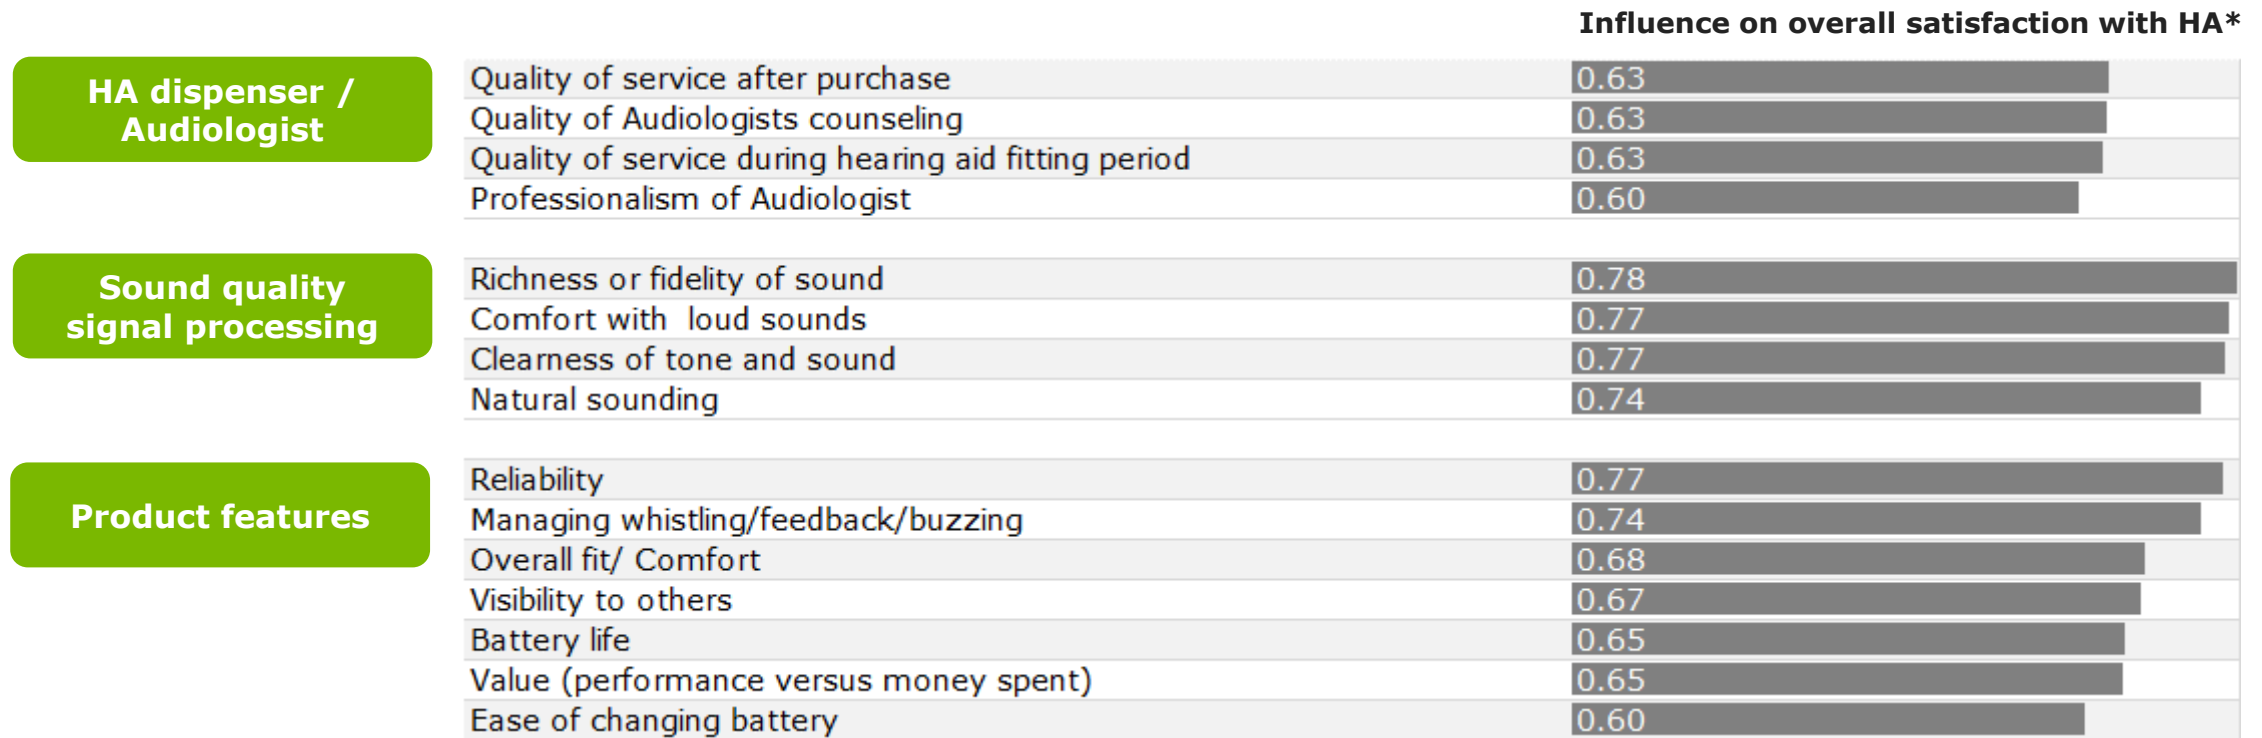 Influence on overall satisfaction with HA*
HA dispenser /
Audiologist
Quality of service after purchase 0.63
Quality of Audiologists counseling 0.63
Quality of service during hearing aid fitting period 0.63
Professionalism of Audiologist 0.60
Sound quality
signal processing
Richness or fidelity of sound 0.78
Comfort with loud sounds 0.77
Clearness of tone and sound 0.77
Natural sounding 0.74
Product features
Reliability 0.77
Managing whistling/feedback/buzzing 0.74
Overall fit/ Comfort 0.68
Visibility to others 0.67
Battery life 0.65
Value (performance versus money spent) 0.65
Ease of changing battery 0.60